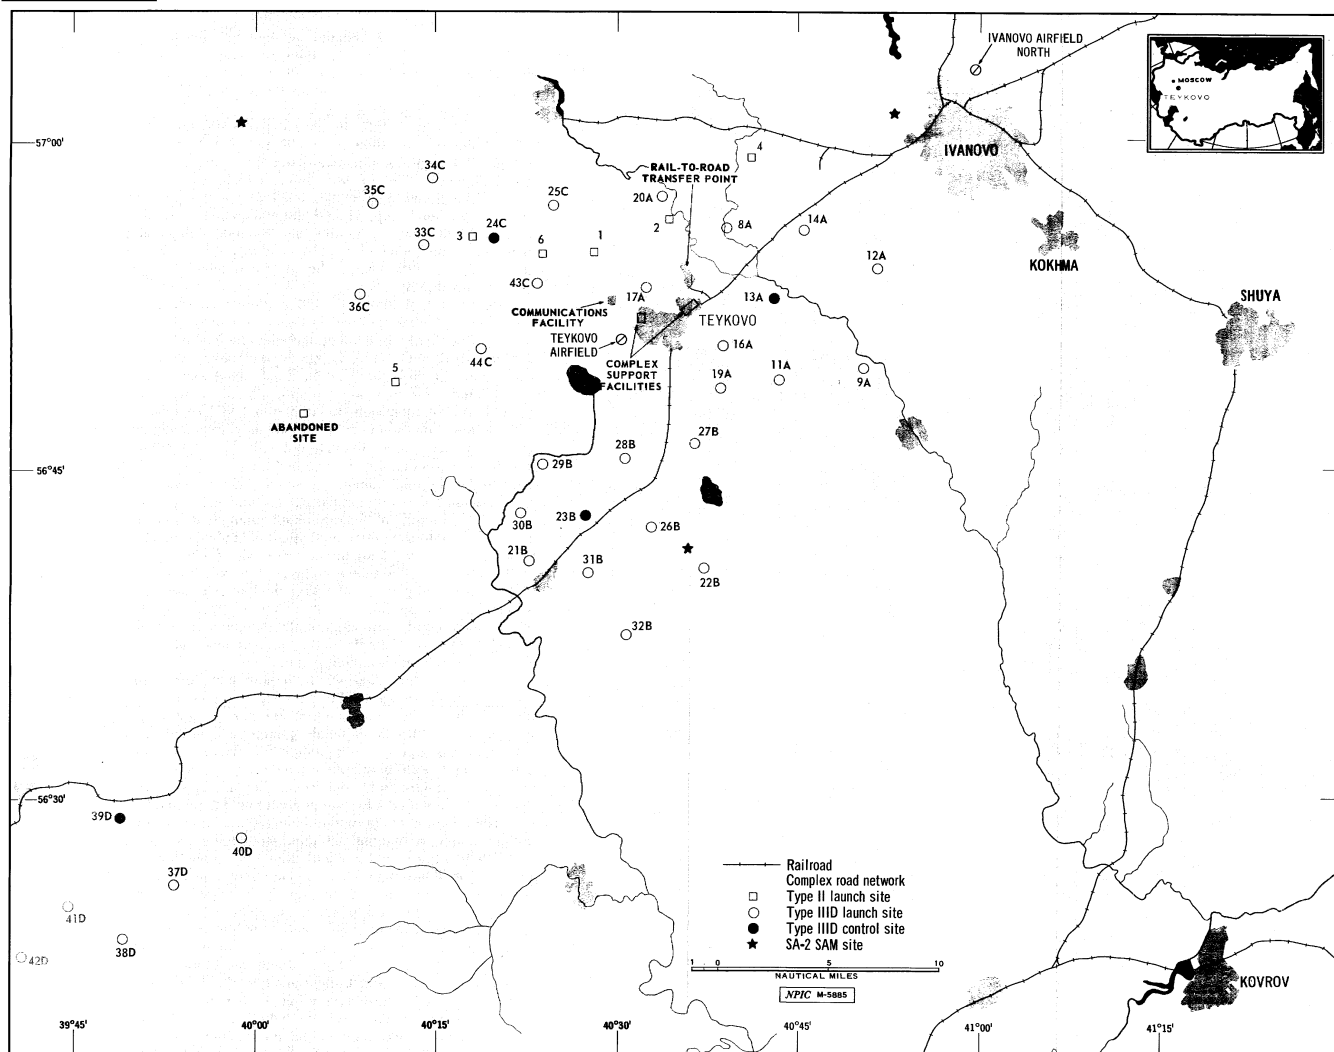 IVANOVO AIRFIELD
NORTH
MOSCOW
TEYKOVO
57°00'
IVANOVO
4
RAIL-TO-ROAD
TRANSFER POINT
34C
35C
25C
20A
24C
33C
3
6
1
2
8A
14A
KOKHMA
12A
43C
17A
13A
36C
SHUYA
COMMUNICATIONS
FACILITY
TEYKOVO
TEYKOVO
AIRFIELD
COMPLEX
SUPPORT
FACILITIES
16A
44C
5
19A
11A
9A
ABANDONED
SITE
27B
28B
56°45'
29B
30B
23B
26B
21B
31B
22B
32B
56°30'
39D
40D
37D
41D
38D
42D
Railroad
Complex road network
Type II launch site
Type IIID launch site
Type IIID control site
SA-2 SAM site
1 0 5 10
NAUTICAL MILES
NPIC M-5885
KOVROV
39°45' 40°00' 40°15' 40°30' 40°45' 41°00' 41°15'